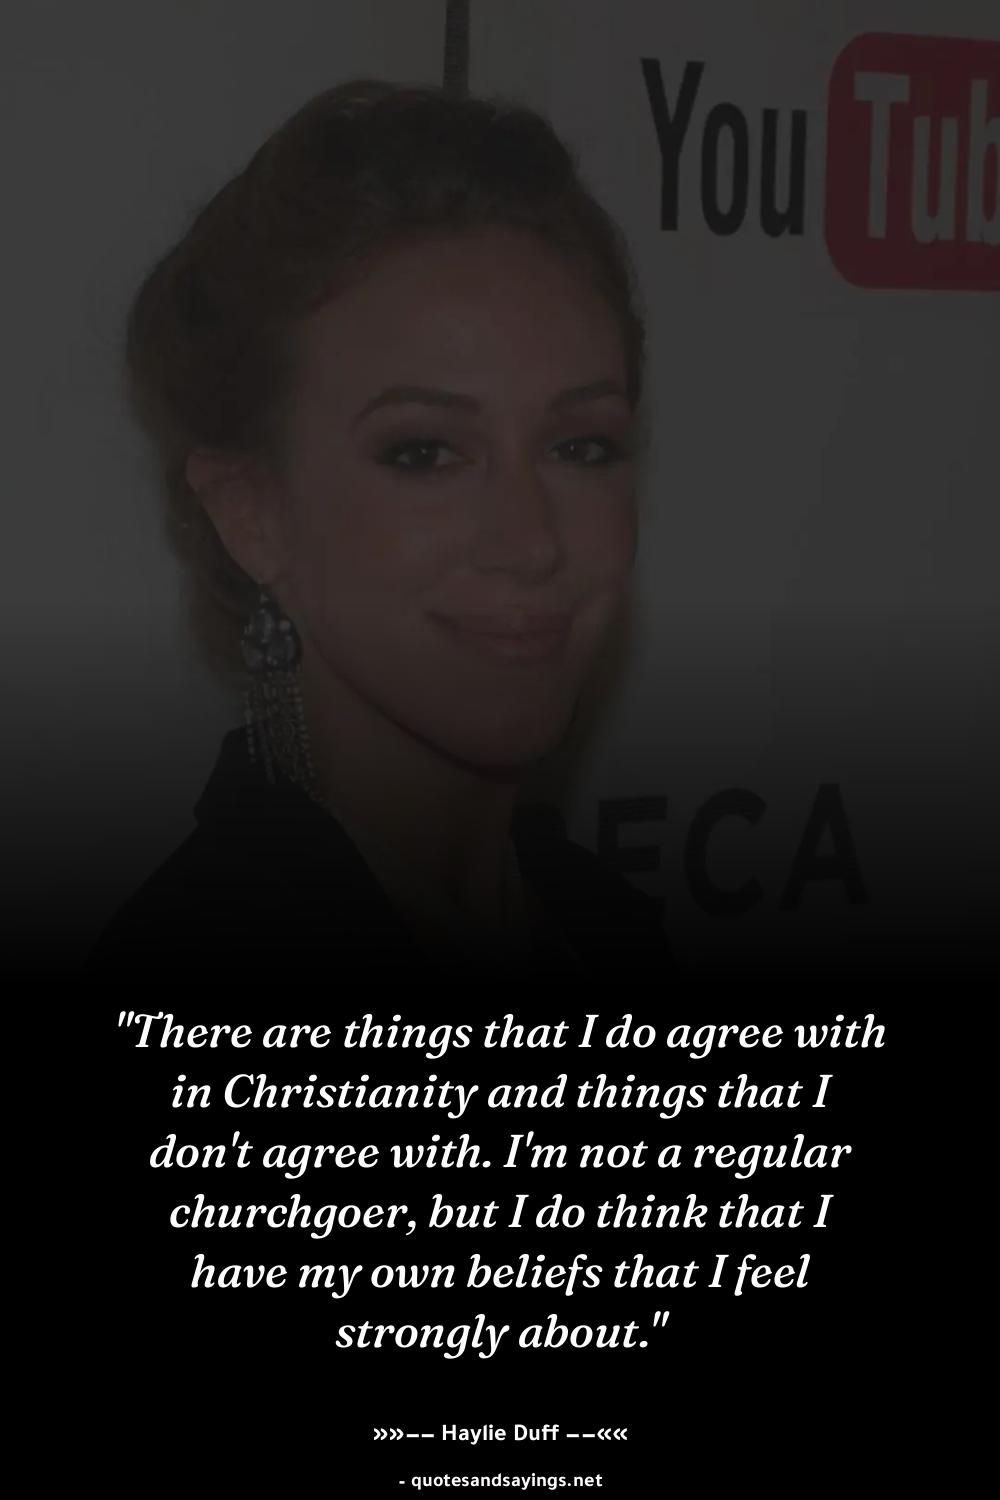 You Tub
ECA
"There are things that I do agree with
in Christianity and things that I
don't agree with. I'm not a regular
churchgoer, but I do think that I
have my own beliefs that I feel
strongly about."
»»−− Haylie Duff −−««
- quotesandsayings.net